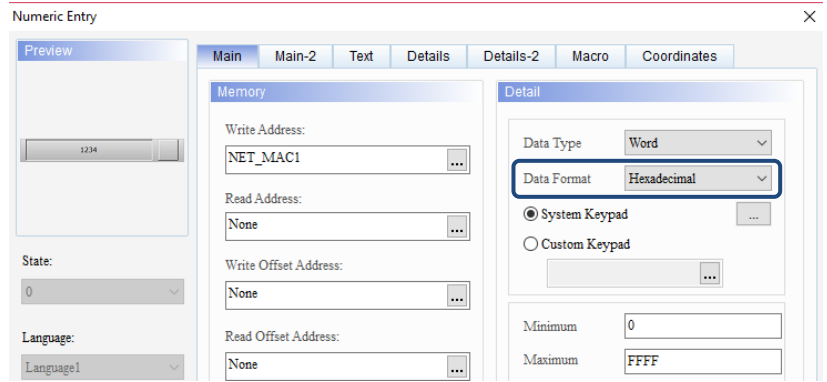 Numeric Entry
Preview
1234
State:
0
Language:
Language1
Main Main-2 Text Details Details-2 Macro Coordinates
Memory
Write Address:
NET_MAC1 ...
Read Address:
None ...
Write Offset Address:
None ...
Read Offset Address:
None ...
Detail
Data Type Word
Data Format Hexadecimal
System Keypad ...
Custom Keypad
...
Minimum 0
Maximum FFFF